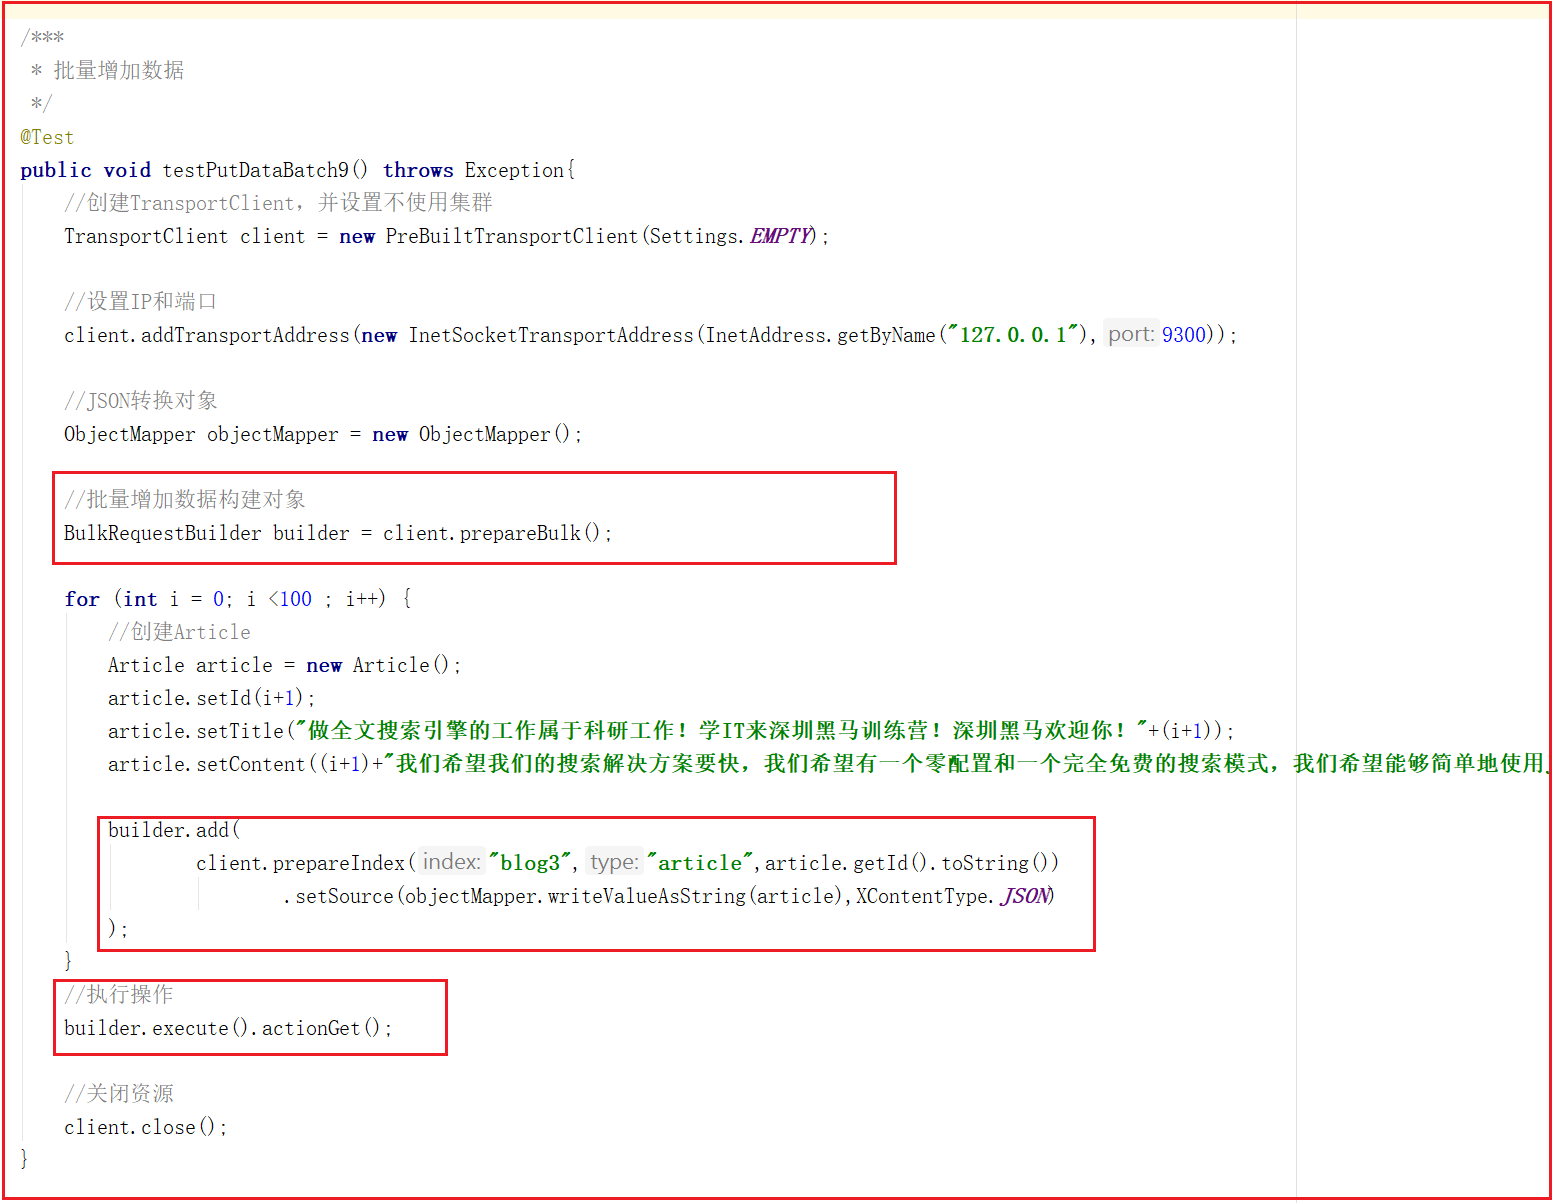 /***
 * 批量增加数据
 */
@Test
public void testPutDataBatch9() throws Exception{
    //创建TransportClient，并设置不使用集群
    TransportClient client = new PreBuiltTransportClient(Settings.EMPTY);
    //设置IP和端口
    client.addTransportAddress(new InetSocketTransportAddress(InetAddress.getByName("127.0.0.1"), port: 9300));
    //JSON转换对象
    ObjectMapper objectMapper = new ObjectMapper();
    //批量增加数据构建对象
    BulkRequestBuilder builder = client.prepareBulk();
    for (int i = 0; i <100 ; i++) {
        //创建Article
        Article article = new Article();
        article.setId(i+1);
        article.setTitle("做全文搜索引擎的工作属于科研工作！学IT来深圳黑马训练营！深圳黑马欢迎你！"+(i+1));
        article.setContent((i+1)+"我们希望我们的搜索解决方案要快，我们希望有一个零配置和一个完全免费的搜索模式，我们希望能够简单地使用
        builder.add(
                client.prepareIndex( index: "blog3", type: "article",article.getId().toString())
                        .setSource(objectMapper.writeValueAsString(article),XContentType.JSON)
        );
    }
    //执行操作
    builder.execute().actionGet();
    //关闭资源
    client.close();
}